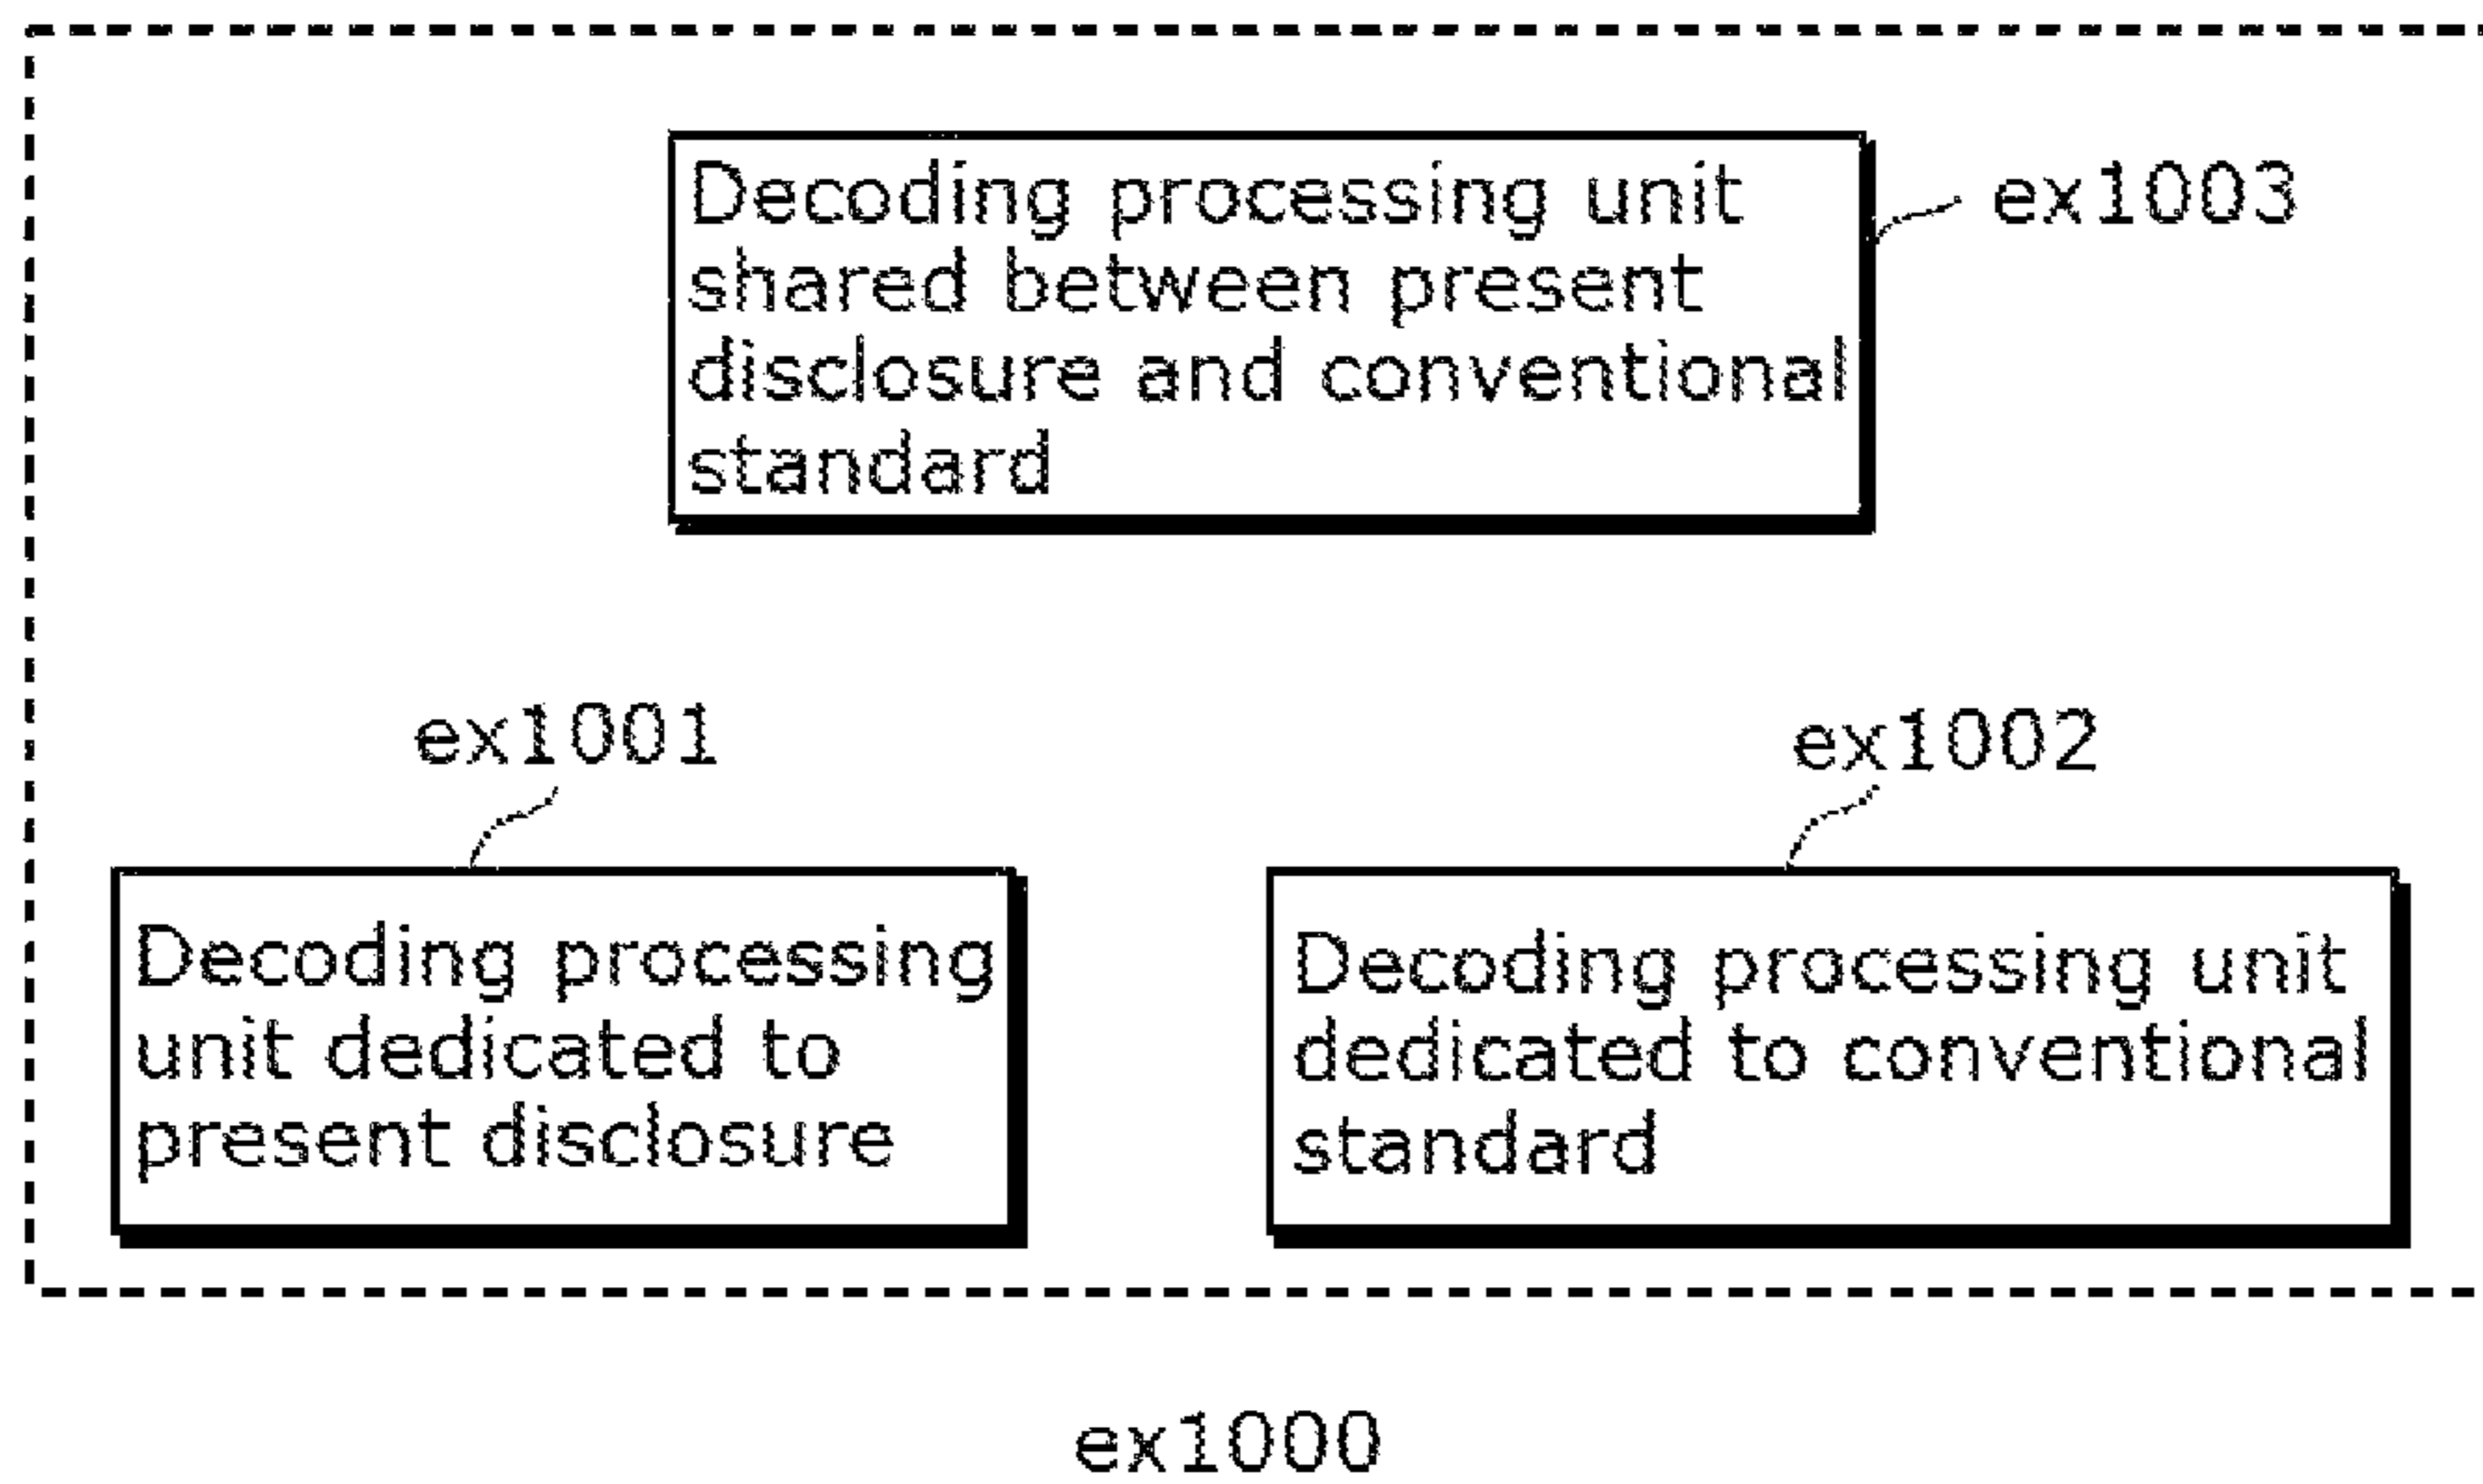 Decoding processing unit
shared between present
disclosure and conventional
standard
ex1003
ex1001
ex1002
Decoding processing
unit dedicated to
present disclosure
Decoding processing unit
dedicated to conventional
standard
ex1000